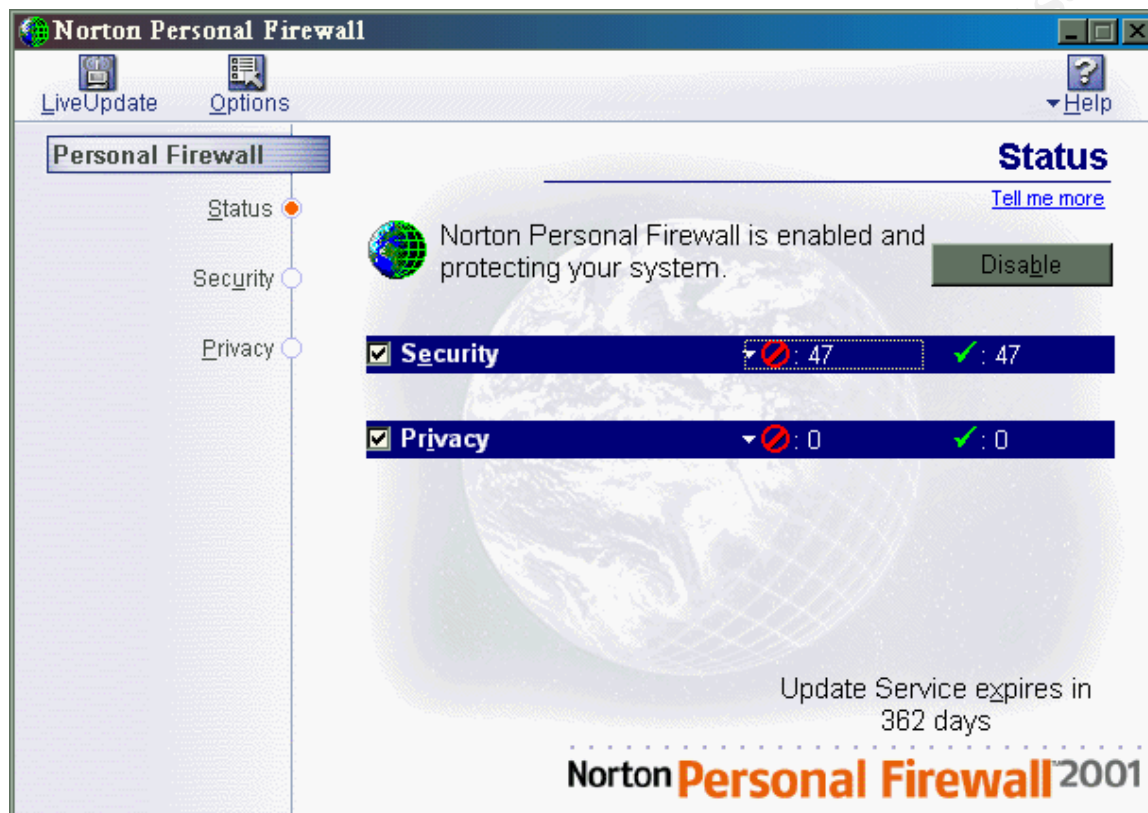 Norton Personal Firewall
LiveUpdate Options Help
Personal Firewall
Status
Tell me more
Status
Security
Privacy
Norton Personal Firewall is enabled and
protecting your system.
Disable
Security : 47 : 47
Privacy : 0 : 0
Update Service expires in
362 days
Norton Personal Firewall™2001